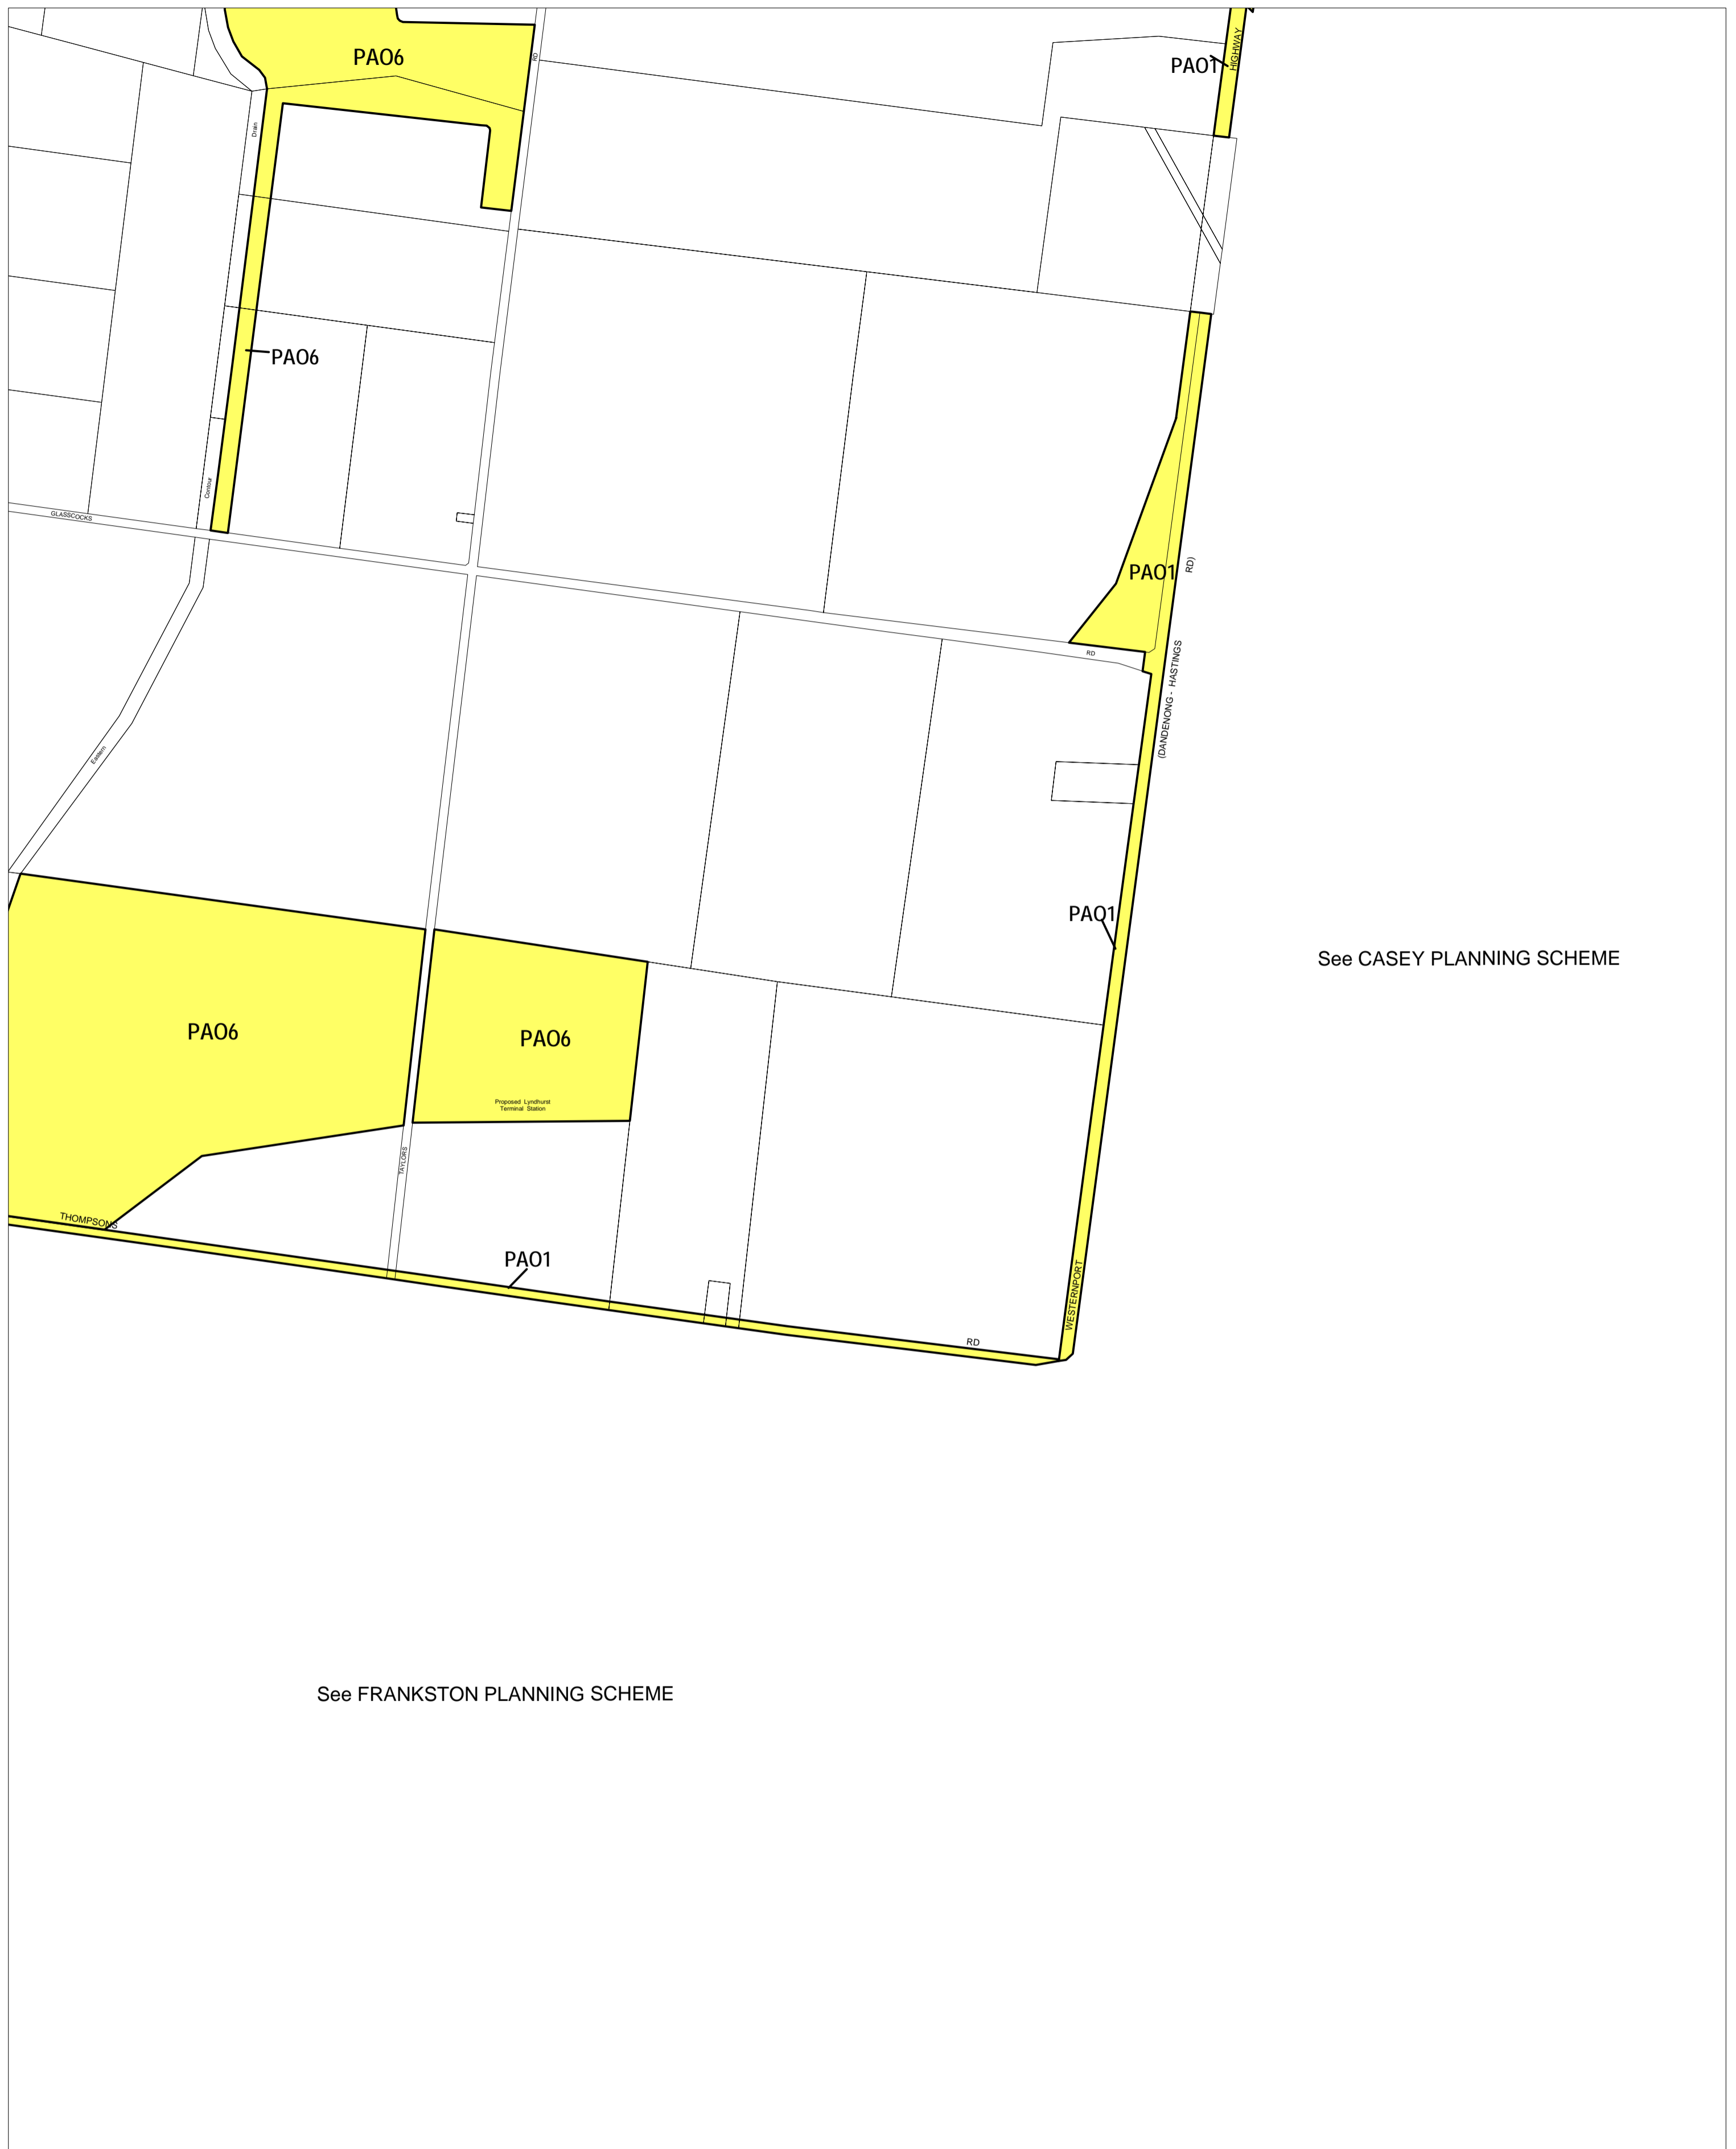 PAO6
RD
HIGHWAY
PAO1
Drain
PAO6
Contour
GLASSCOCKS
RD)
PAO1
(DANDENONG - HASTINGS
RD
Eastern
PAO1
See CASEY PLANNING SCHEME
PAO6
PAO6
Proposed Lyndhurst
Terminal Station
TAYLORS
THOMPSONS
PAO1
WESTERNPORT
RD
See FRANKSTON PLANNING SCHEME